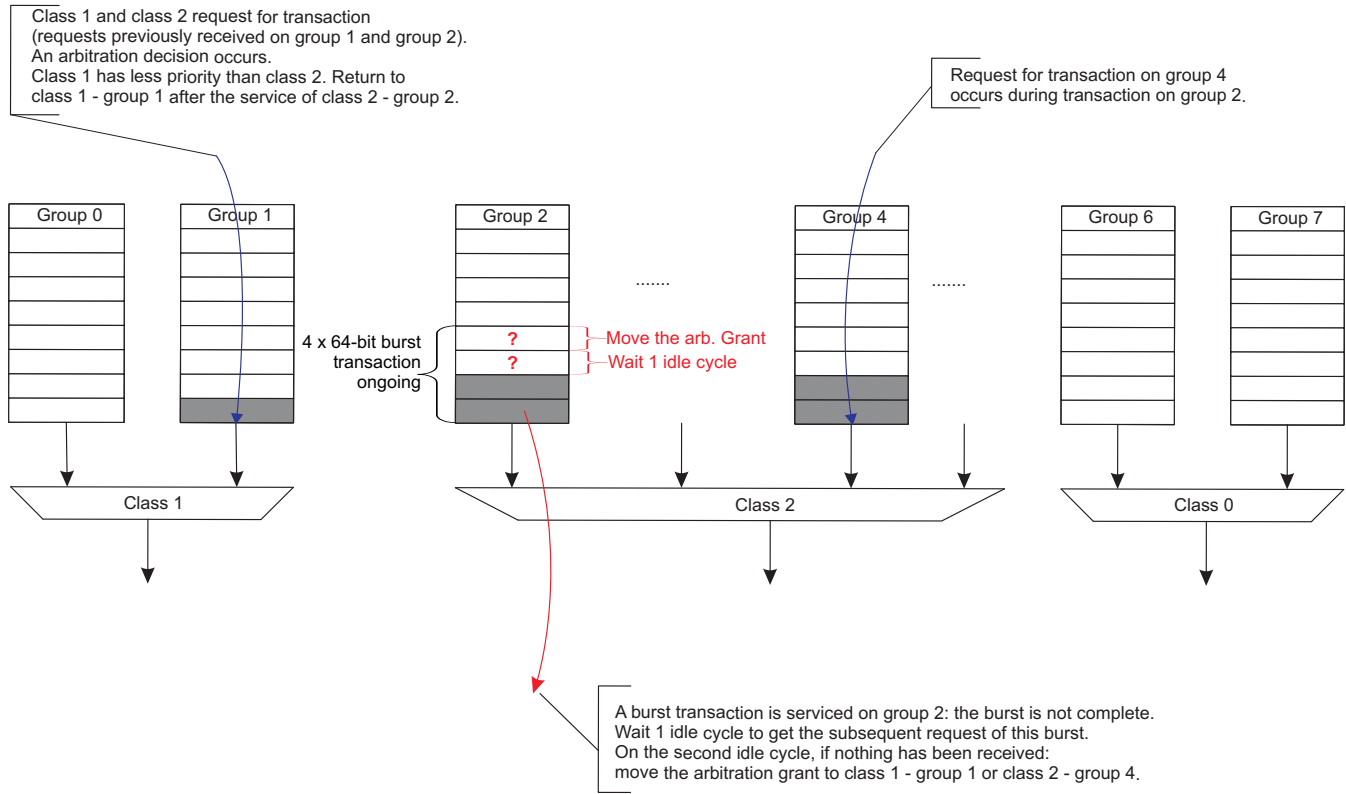 Class 1 and class 2 request for transaction
(requests previously received on group 1 and group 2).
An arbitration decision occurs.
Class 1 has less priority than class 2. Return to
class 1 - group 1 after the service of class 2 - group 2.
Request for transaction on group 4
occurs during transaction on group 2.
Group 0
Group 1
Group 2
Group 4
Group 6
Group 7
.......
.......
4 x 64-bit burst
transaction
ongoing
?
?
Move the arb. Grant
Wait 1 idle cycle
Class 1
Class 2
Class 0
A burst transaction is serviced on group 2: the burst is not complete.
Wait 1 idle cycle to get the subsequent request of this burst.
On the second idle cycle, if nothing has been received:
move the arbitration grant to class 1 - group 1 or class 2 - group 4.